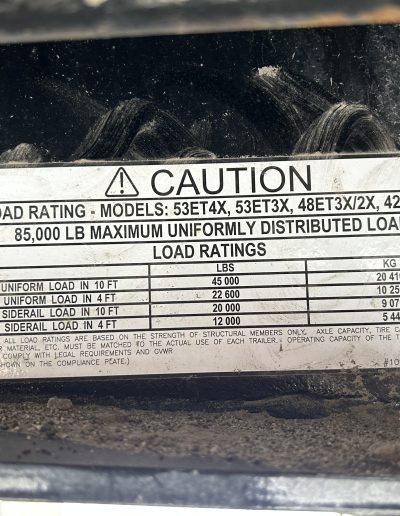 ⚠ CAUTION
OAD RATING - MODELS: 53ET4X, 53ET3X, 48ET3X/2X, 42
85,000 LB MAXIMUM UNIFORMLY DISTRIBUTED LOA
LOAD RATINGS
LBS KG
UNIFORM LOAD IN 10 FT 45 000 20 410
UNIFORM LOAD IN 4 FT 22 600 10 25
SIDERAIL LOAD IN 10 FT 20 000 9 07
SIDERAIL LOAD IN 4 FT 12 000 5 44
ALL LOAD RATINGS ARE BASED ON THE STRENGTH OF STRUCTURAL MEMBERS ONLY. AXLE CAPACITY, TIRE CA
R MATERIAL, ETC. MUST BE MATCHED TO THE ACTUAL USE OF EACH TRAILER. OPERATING CAPACITY OF THE T
COMPLY WITH LEGAL REQUIREMENTS AND GVWR
HOWN ON THE COMPLIANCE PLATE.) #10